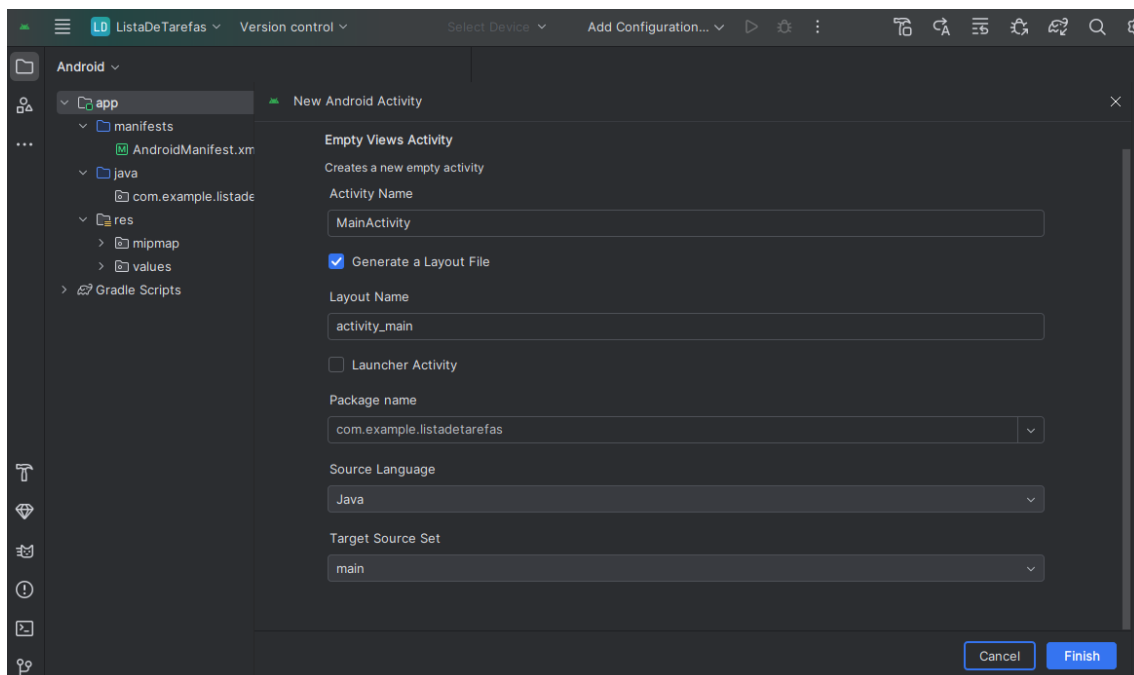 LD ListaDeTarefas Version control Select Device Add Configuration...
Android
app
manifests
AndroidManifest.xm
java
com.example.listade
res
mipmap
values
Gradle Scripts
New Android Activity
Empty Views Activity
Creates a new empty activity
Activity Name
MainActivity
Generate a Layout File
Layout Name
activity_main
Launcher Activity
Package name
com.example.listadetarefas
Source Language
Java
Target Source Set
main
Cancel Finish